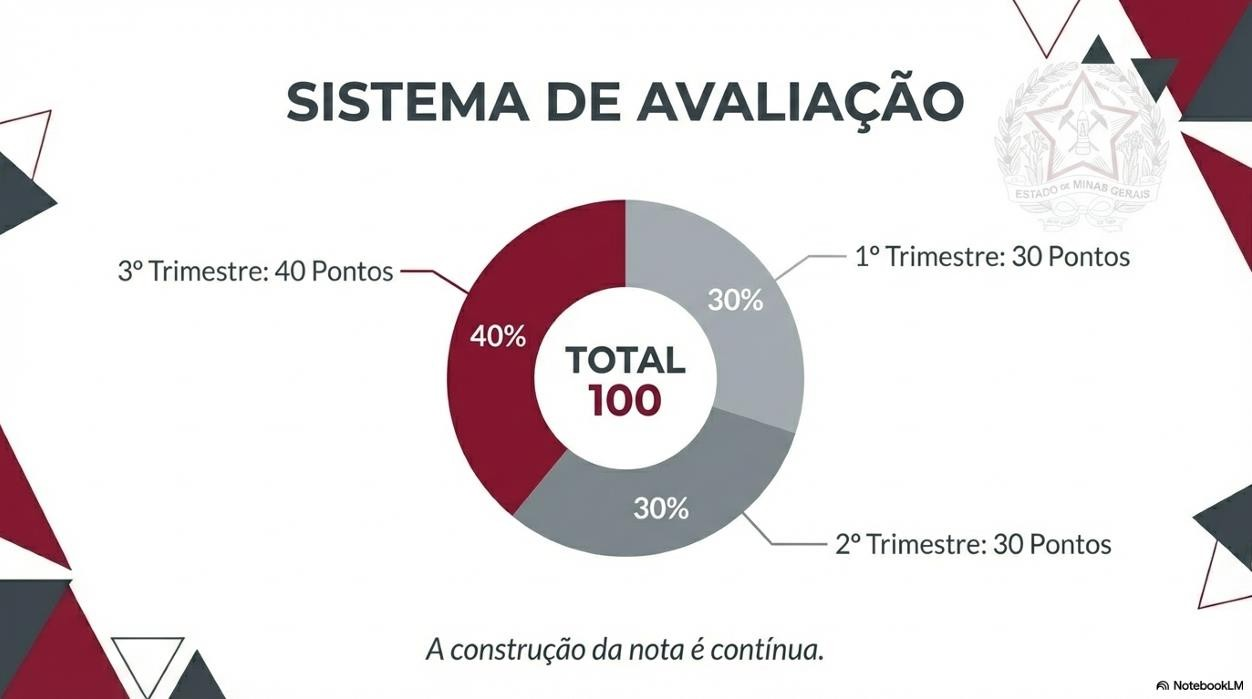 SISTEMA DE AVALIAÇÃO
ESTADO DE MINAS GERAIS
3º Trimestre: 40 Pontos
1º Trimestre: 30 Pontos
30%
40%
TOTAL
100
30%
2º Trimestre: 30 Pontos
A construção da nota é contínua.
NotebookLM